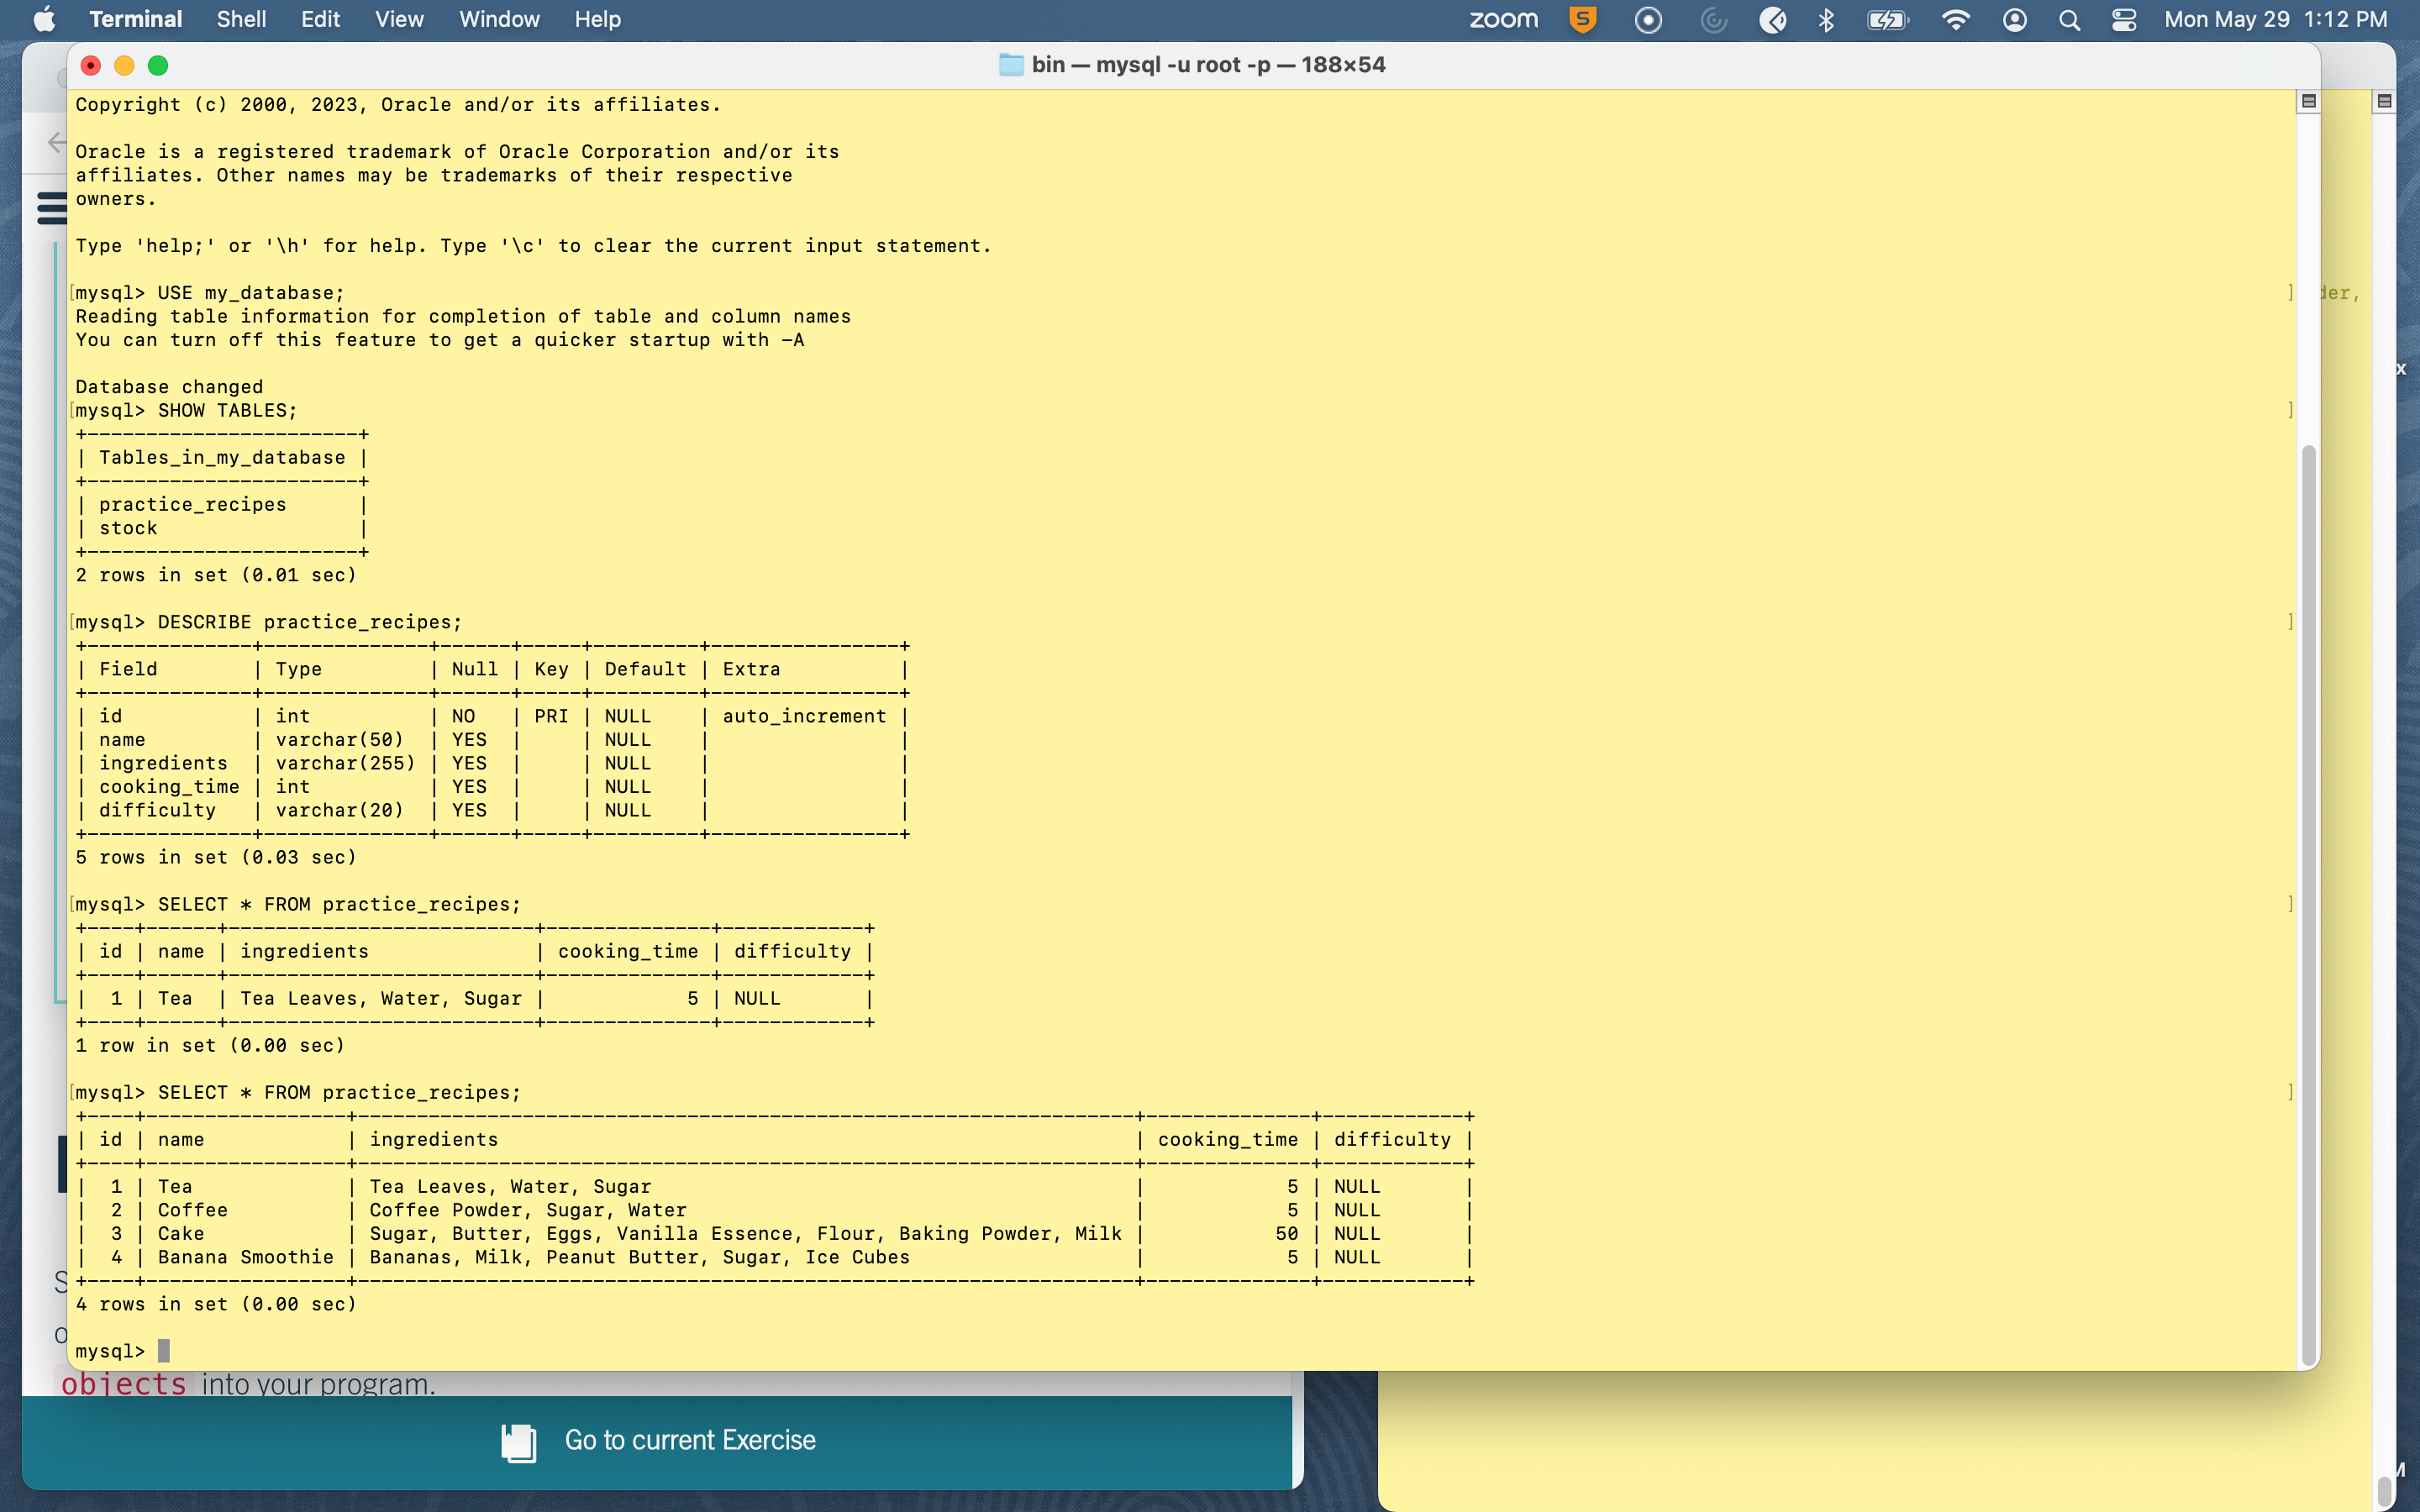 Terminal Shell Edit View Window Help zoom S Mon May 29 1:12 PM
bin — mysql -u root -p — 188×54
Copyright (c) 2000, 2023, Oracle and/or its affiliates.
Oracle is a registered trademark of Oracle Corporation and/or its
affiliates. Other names may be trademarks of their respective
owners.
Type 'help;' or '\h' for help. Type '\c' to clear the current input statement.
[mysql> USE my_database; ]
der,
Reading table information for completion of table and column names
You can turn off this feature to get a quicker startup with -A
Database changed
[mysql> SHOW TABLES; ]
+-----------------------+
| Tables_in_my_database |
+-----------------------+
| practice_recipes      |
| stock                 |
+-----------------------+
2 rows in set (0.01 sec)
[mysql> DESCRIBE practice_recipes; ]
+--------------+--------------+------+-----+---------+----------------+
| Field        | Type         | Null | Key | Default | Extra          |
+--------------+--------------+------+-----+---------+----------------+
| id           | int          | NO   | PRI | NULL    | auto_increment |
| name         | varchar(50)  | YES  |     | NULL    |                |
| ingredients  | varchar(255) | YES  |     | NULL    |                |
| cooking_time | int          | YES  |     | NULL    |                |
| difficulty   | varchar(20)  | YES  |     | NULL    |                |
+--------------+--------------+------+-----+---------+----------------+
5 rows in set (0.03 sec)
[mysql> SELECT * FROM practice_recipes; ]
+----+------+--------------------------+--------------+------------+
| id | name | ingredients              | cooking_time | difficulty |
+----+------+--------------------------+--------------+------------+
|  1 | Tea  | Tea Leaves, Water, Sugar |            5 | NULL       |
+----+------+--------------------------+--------------+------------+
1 row in set (0.00 sec)
[mysql> SELECT * FROM practice_recipes; ]
+----+-----------------+------------------------------------------------------------------+--------------+------------+
| id | name            | ingredients                                                      | cooking_time | difficulty |
+----+-----------------+------------------------------------------------------------------+--------------+------------+
|  1 | Tea             | Tea Leaves, Water, Sugar                                         |            5 | NULL       |
|  2 | Coffee          | Coffee Powder, Sugar, Water                                      |            5 | NULL       |
|  3 | Cake            | Sugar, Butter, Eggs, Vanilla Essence, Flour, Baking Powder, Milk |           50 | NULL       |
|  4 | Banana Smoothie | Bananas, Milk, Peanut Butter, Sugar, Ice Cubes                   |            5 | NULL       |
+----+-----------------+------------------------------------------------------------------+--------------+------------+
4 rows in set (0.00 sec)
mysql>
objects into your program.
Go to current Exercise